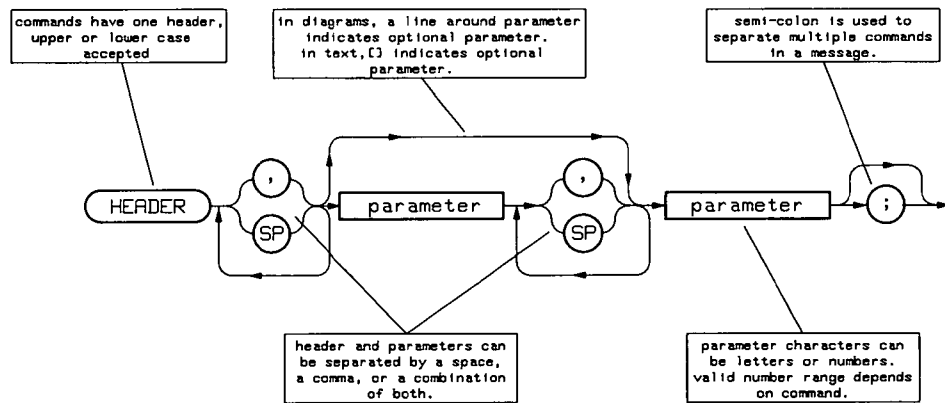 commands have one header,
upper or lower case
accepted
in diagrams, a line around parameter
indicates optional parameter.
in text,[] indicates optional
parameter.
semi-colon is used to
separate multiple commands
in a message.
HEADER
,
SP
parameter
,
SP
parameter
;
header and parameters can
be separated by a space,
a comma, or a combination
of both.
parameter characters can
be letters or numbers.
valid number range depends
on command.